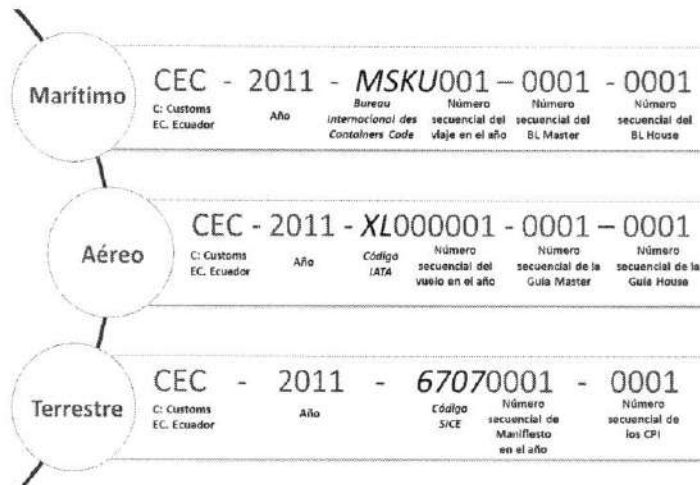 Marítimo
CEC - 2011 - MSKU001 – 0001 - 0001
C: Customs
EC. Ecuador
Año
Bureau
Internacional des
Containers Code
Número
secuencial del
viaje en el año
Número
secuencial del
BL Master
Número
secuencial del
BL House
Aéreo
CEC - 2011 - XL000001 - 0001 – 0001
C: Customs
EC. Ecuador
Año
Código
IATA
Número
secuencial del
vuelo en el año
Número
secuencial de la
Guía Master
Número
secuencial de la
Guía House
Terrestre
CEC - 2011 - 67070001 - 0001
C: Customs
EC. Ecuador
Año
Código
SICE
Número
secuencial de
Manifiesto
en el año
Número
secuencial de
los CPI